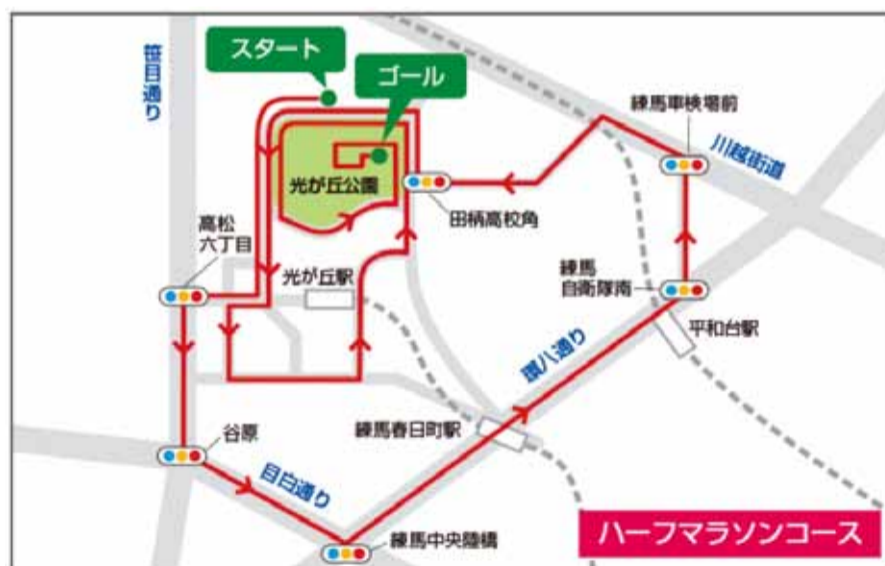 笹目通り
スタート
ゴール
練馬車検場前
川越街道
光が丘公園
田柄高校角
高松
六丁目
光が丘駅
練馬
自衛隊南
平和台駅
環八通り
練馬春日町駅
谷原
目白通り
練馬中央陸橋
ハーフマラソンコース